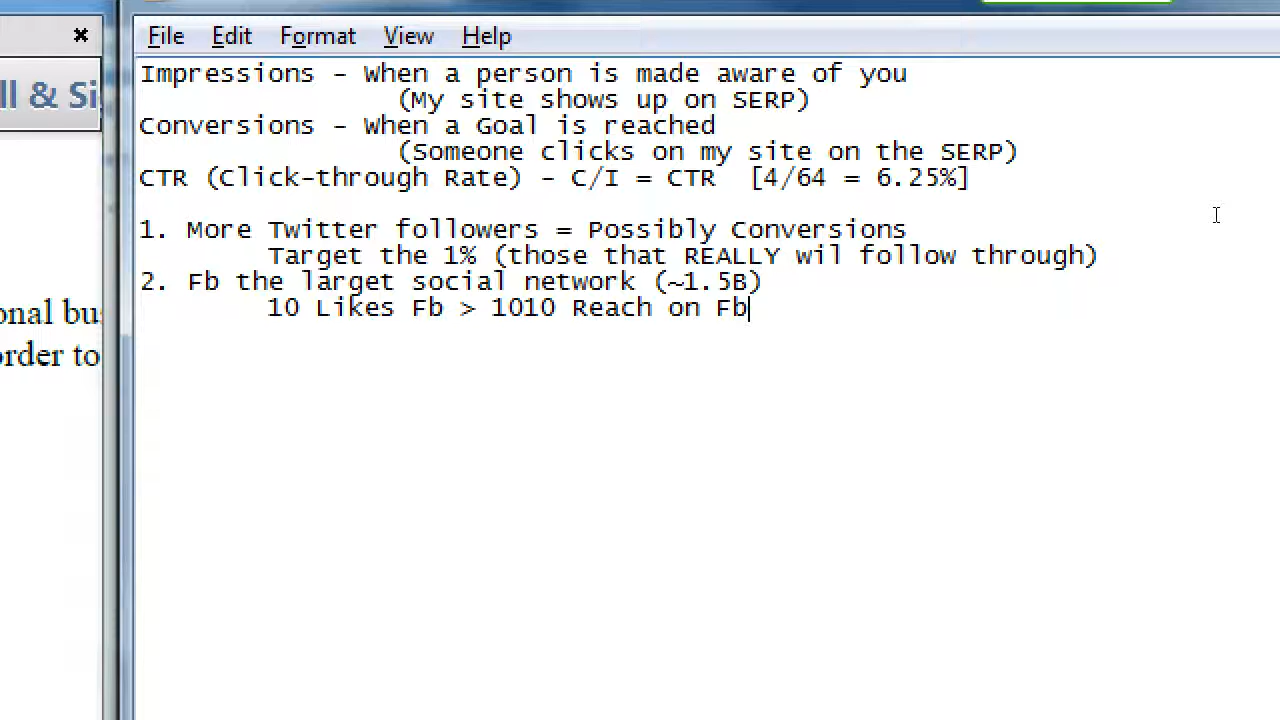 File Edit Format View Help
Impressions - When a person is made aware of you
(My site shows up on SERP)
Conversions - When a Goal is reached
(Someone clicks on my site on the SERP)
CTR (Click-through Rate) - C/I = CTR [4/64 = 6.25%]
1. More Twitter followers = Possibly Conversions
Target the 1% (those that REALLY wil follow through)
2. Fb the larget social network (~1.5B)
10 Likes Fb > 1010 Reach on Fb
ll & Si
onal bu
order to